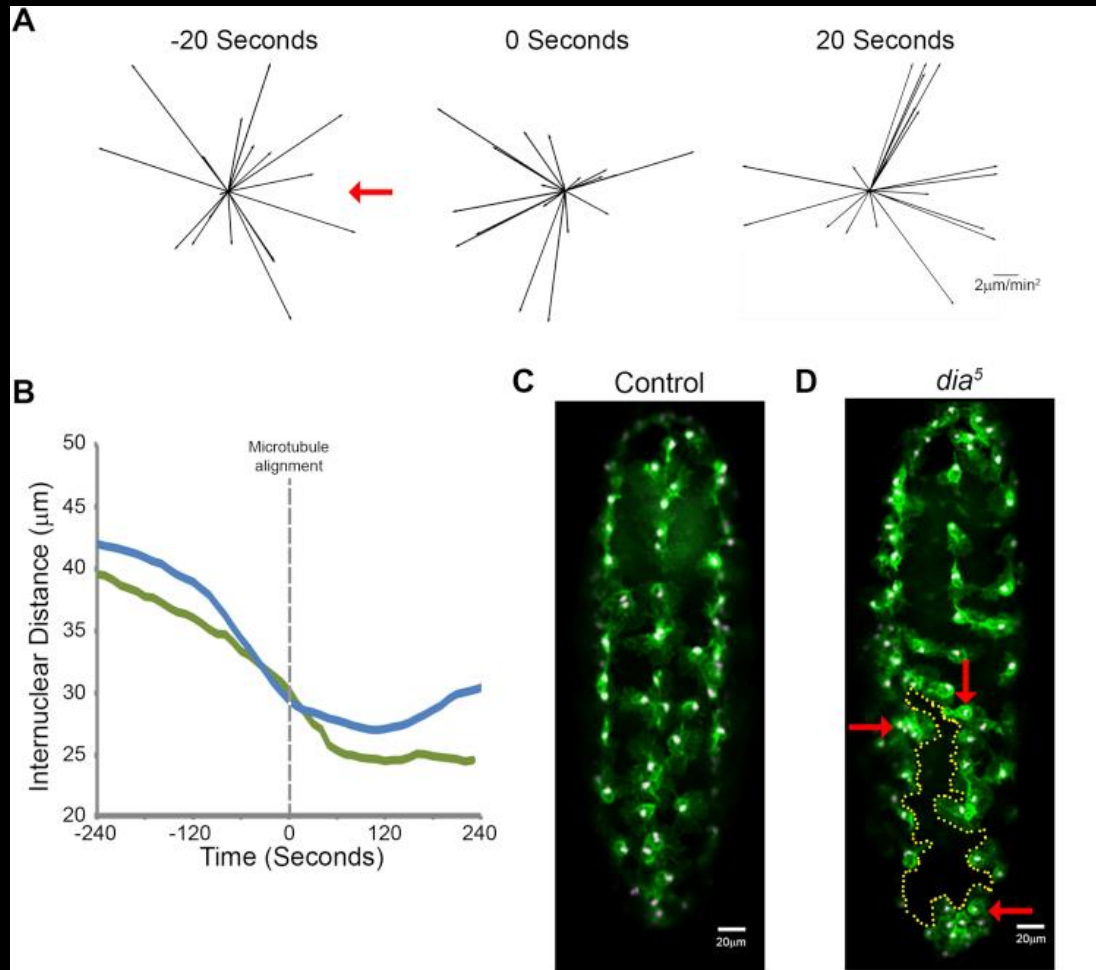 A
-20 Seconds
0 Seconds
20 Seconds
2μm/min²
B
Internuclear Distance (μm)
50
45
40
35
30
25
20
Microtubule
alignment
-240
-120
0
120
240
Time (Seconds)
C
Control
20μm
D
dia⁵
20μm